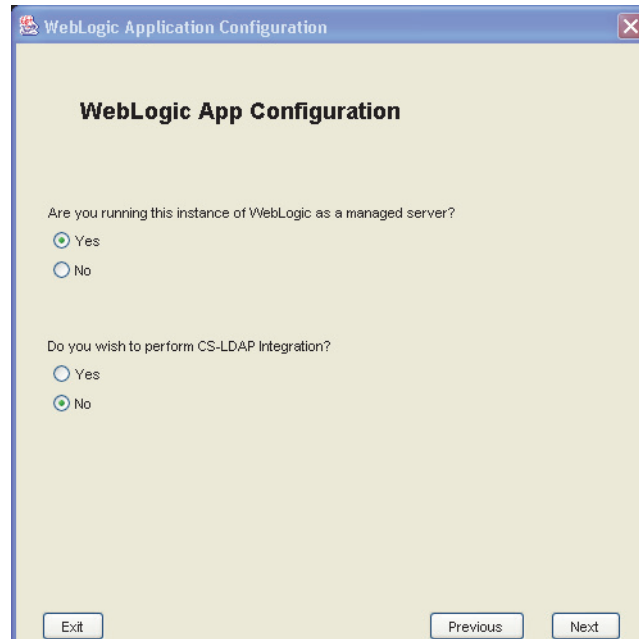 WebLogic Application Configuration
WebLogic App Configuration
Are you running this instance of WebLogic as a managed server?
Yes
No
Do you wish to perform CS-LDAP Integration?
Yes
No
Exit
Previous
Next